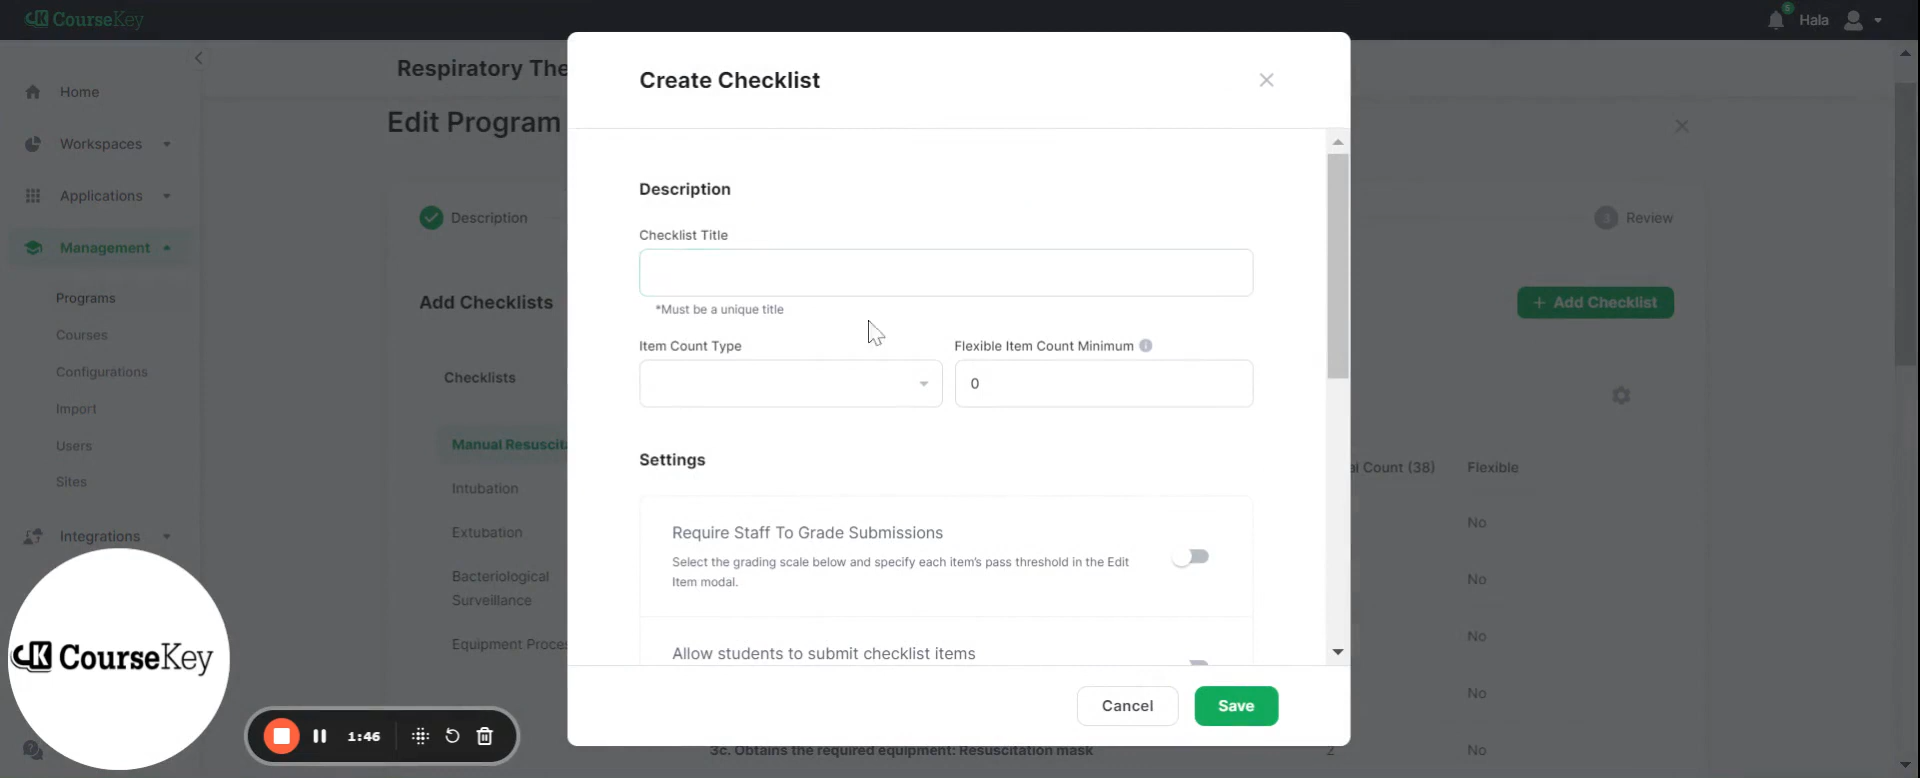 CourseKey
5
Hala
Respiratory The
Create Checklist
Home
Edit Program
Workspaces
Description
Applications
Description
Review
Checklist Title
Management
*Must be a unique title
Programs
Add Checklists
+ Add Checklist
Courses
Item Count Type
Flexible Item Count Minimum
Configurations
Checklists
0
Import
Users
Manual Resuscita
Settings
al Count (38)
Flexible
Sites
Intubation
Require Staff To Grade Submissions
No
Integrations
Extubation
Select the grading scale below and specify each item's pass threshold in the Edit
Item modal.
Bacteriological
Surveillance
No
Equipment Proces
Allow students to submit checklist items
No
CK CourseKey
No
Cancel
Save
1:46
3c. Obtains the required equipment: Resuscitation mask
2
No